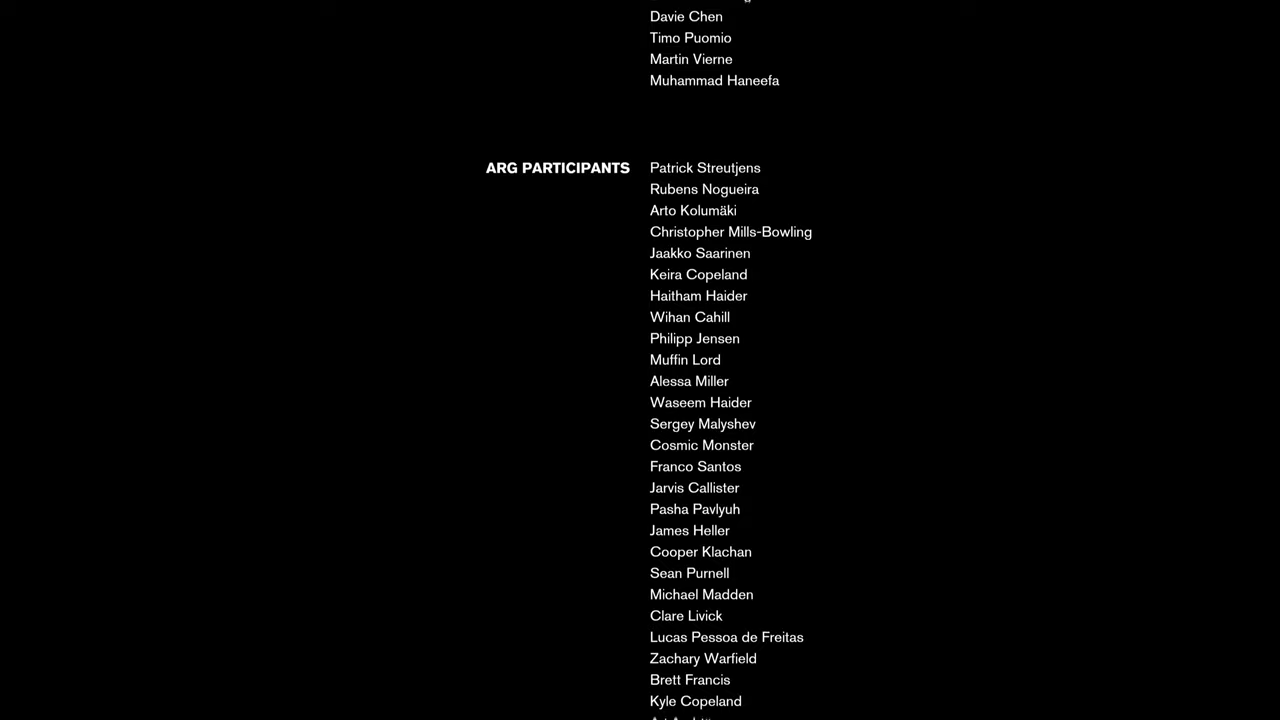 Davie Chen
Timo Puomio
Martin Vierne
Muhammad Haneefa
ARG PARTICIPANTS Patrick Streutjens
Rubens Nogueira
Arto Kolumäki
Christopher Mills-Bowling
Jaakko Saarinen
Keira Copeland
Haitham Haider
Wihan Cahill
Philipp Jensen
Muffin Lord
Alessa Miller
Waseem Haider
Sergey Malyshev
Cosmic Monster
Franco Santos
Jarvis Callister
Pasha Pavlyuh
James Heller
Cooper Klachan
Sean Purnell
Michael Madden
Clare Livick
Lucas Pessoa de Freitas
Zachary Warfield
Brett Francis
Kyle Copeland